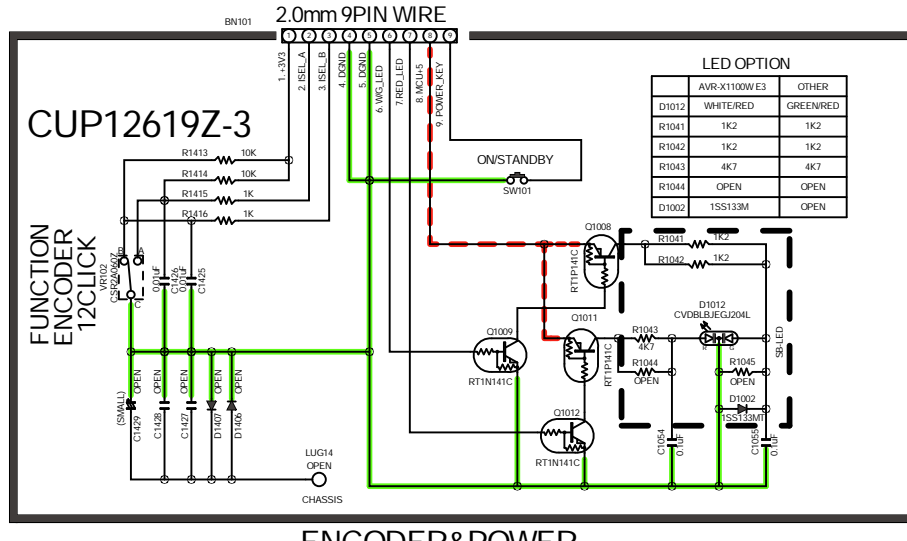 2.0mm 9PIN WIRE
BN101
1 2 3 4 5 6 7 8 9
1. +3V3
2. ISEL_A
3. ISEL_B
4. DGND
5. DGND
6. W/G_LED
7.RED_LED
8. MCU+5
9. POWER_KEY
CUP12619Z-3
LED OPTION
AVR-X1100W E3 OTHER
D1012 WHITE/RED GREEN/RED
R1041 1K2 1K2
R1042 1K2 1K2
R1043 4K7 4K7
R1044 OPEN OPEN
D1002 1SS133M OPEN
R1413 10K
R1414 10K
R1415 1K
R1416 1K
ON/STANDBY
SW101
FUNCTION
ENCODER
12CLICK
VR102
CSR2A060Z
B A
C
0.01uF
C1426
0.01uF
C1425
Q1008
RT1P141C
R1041 1K2
R1042 1K2
D1012
CVDBLBJEGJ204L
R G
SB-LED
Q1009
RT1N141C
Q1011
RT1P141C
R1043
4K7
R1044
OPEN
R1045
OPEN
D1002
1SS133MT
Q1012
RT1N141C
C1054
0.1uF
C1055
0.1uF
(SMALL)
C1429
OPEN
C1428
OPEN
C1427
OPEN
D1407
OPEN
D1406
OPEN
LUG14
OPEN
CHASSIS
ENCODER&POWER